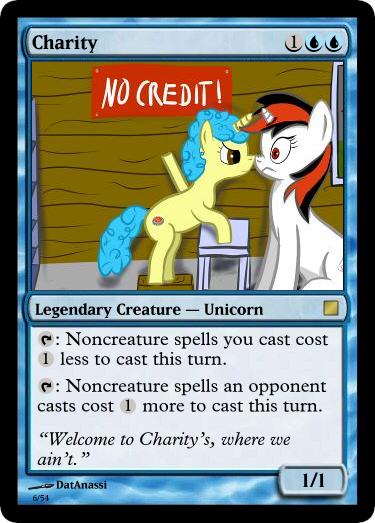 Charity 1
NO CREDIT!
Legendary Creature — Unicorn
: Noncreature spells you cast cost
1 less to cast this turn.
: Noncreature spells an opponent
casts cost 1 more to cast this turn.
“Welcome to Charity’s, where we
ain’t.”
1/1
DatAnassi
6/54